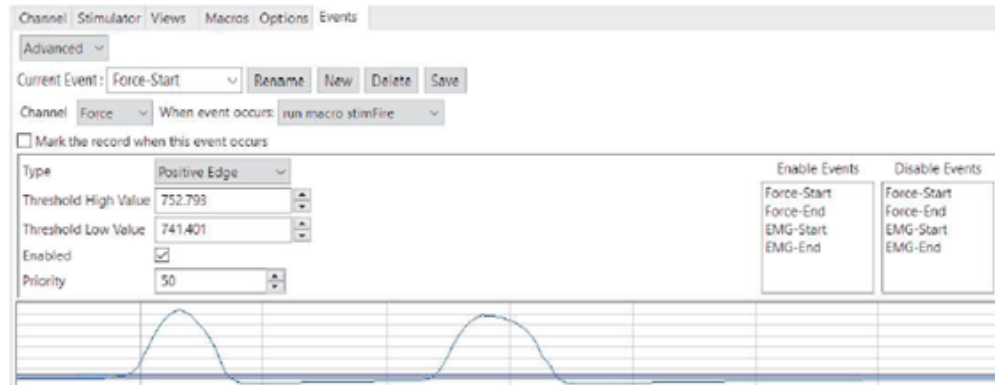 Channel Stimulator Views Macros Options Events
Advanced
Current Event : Force-Start Rename New Delete Save
Channel Force When event occurs: run macro stimFire
Mark the record when this event occurs
Type Positive Edge
Threshold High Value 752.793
Threshold Low Value 741.401
Enabled
Priority 50
Enable Events
Force-Start
Force-End
EMG-Start
EMG-End
Disable Events
Force-Start
Force-End
EMG-Start
EMG-End